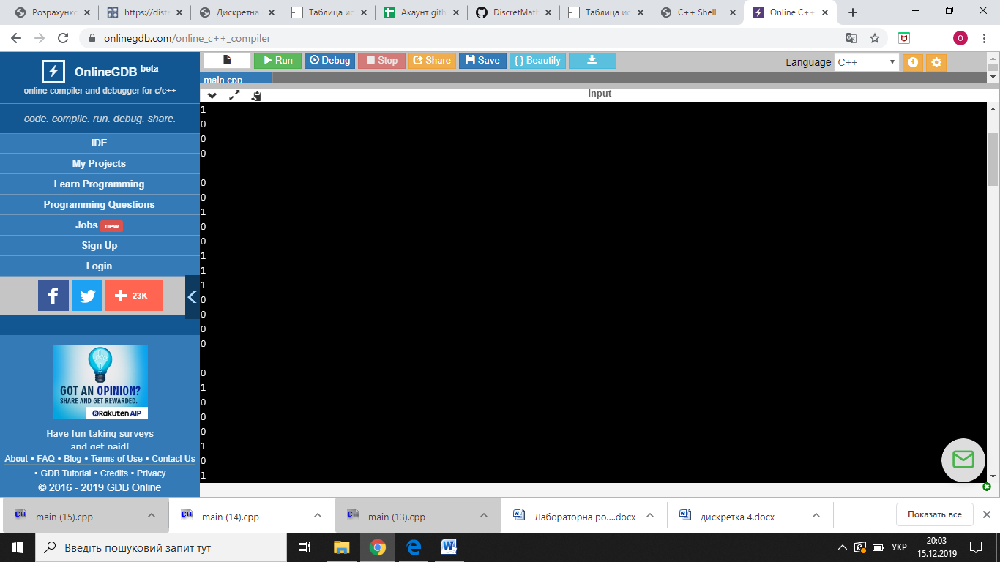 Розрахунко
https://diste
Дискретна
Таблица ис
Акаунт gith
DiscretMat
Таблица ис
C++ Shell
Online C++
onlinegdb.com/online_c++_compiler
O
OnlineGDB beta
online compiler and debugger for c/c++
code. compile. run. debug. share.
IDE
My Projects
Learn Programming
Programming Questions
Jobs new
Sign Up
Login
23K
GOT AN OPINION?
SHARE AND GET REWARDED.
Rakuten AIP
Have fun taking surveys
and get paid!
About • FAQ • Blog • Terms of Use • Contact Us
• GDB Tutorial • Credits • Privacy
© 2016 - 2019 GDB Online
Run Debug Stop Share Save { } Beautify
Language C++
main.cpp
input
1
0
0
0
0
0
1
0
0
1
1
1
0
0
0
0
0
1
0
0
0
1
0
1
main (15).cpp
main (14).cpp
main (13).cpp
Лабораторна ро....docx
дискретка 4.docx
Показать все
Введіть пошуковий запит тут
УКР
20:03
15.12.2019